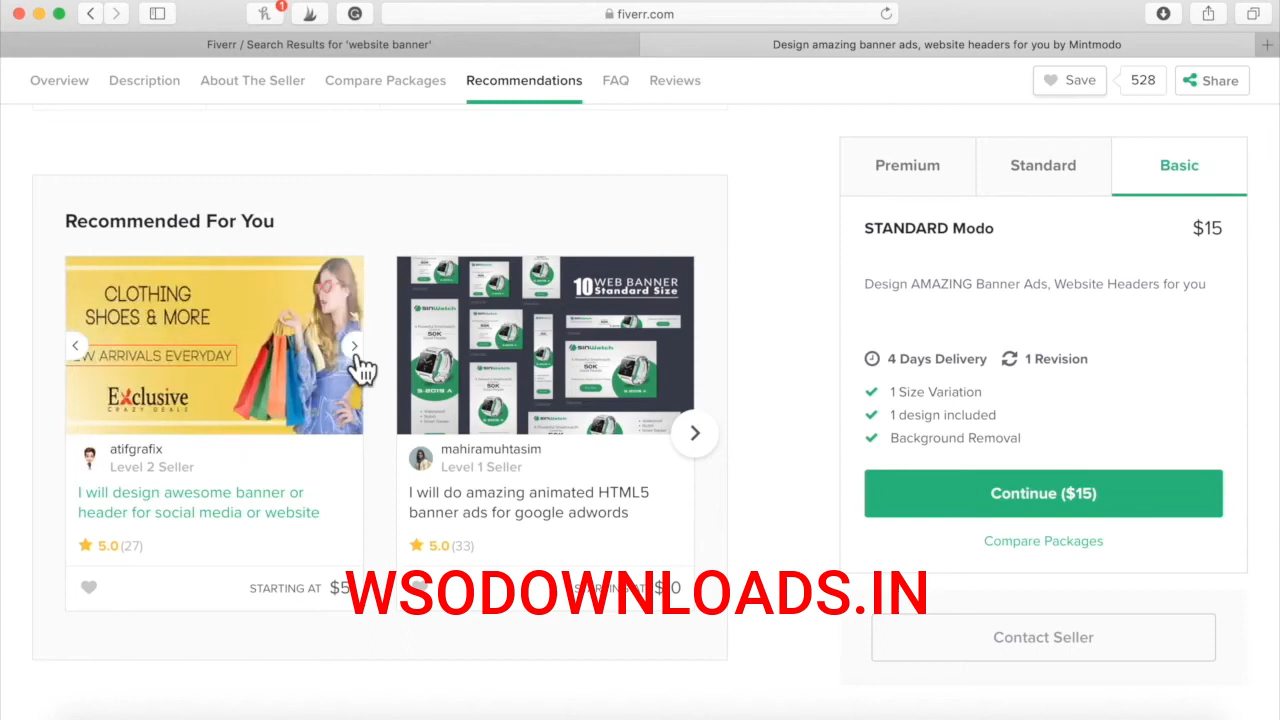 1
fiverr.com
Fiverr / Search Results for 'website banner'
Design amazing banner ads, website headers for you by Mintmodo
Overview
Description
About The Seller
Compare Packages
Recommendations
FAQ
Reviews
Save
528
Share
Recommended For You
CLOTHING
SHOES & MORE
W ARRIVALS EVERYDAY
Exclusive
CRAZY DEALS
atifgrafix
Level 2 Seller
I will design awesome banner or
header for social media or website
5.0 (27)
STARTING AT $5
10 WEB BANNER
Standard Size
SINWatch
50K
S-2019 A
mahiramuhtasim
Level 1 Seller
I will do amazing animated HTML5
banner ads for google adwords
5.0 (33)
WSODOWNLOADS.IN
Premium
Standard
Basic
STANDARD Modo
$15
Design AMAZING Banner Ads, Website Headers for you
4 Days Delivery
1 Revision
1 Size Variation
1 design included
Background Removal
Continue ($15)
Compare Packages
Contact Seller